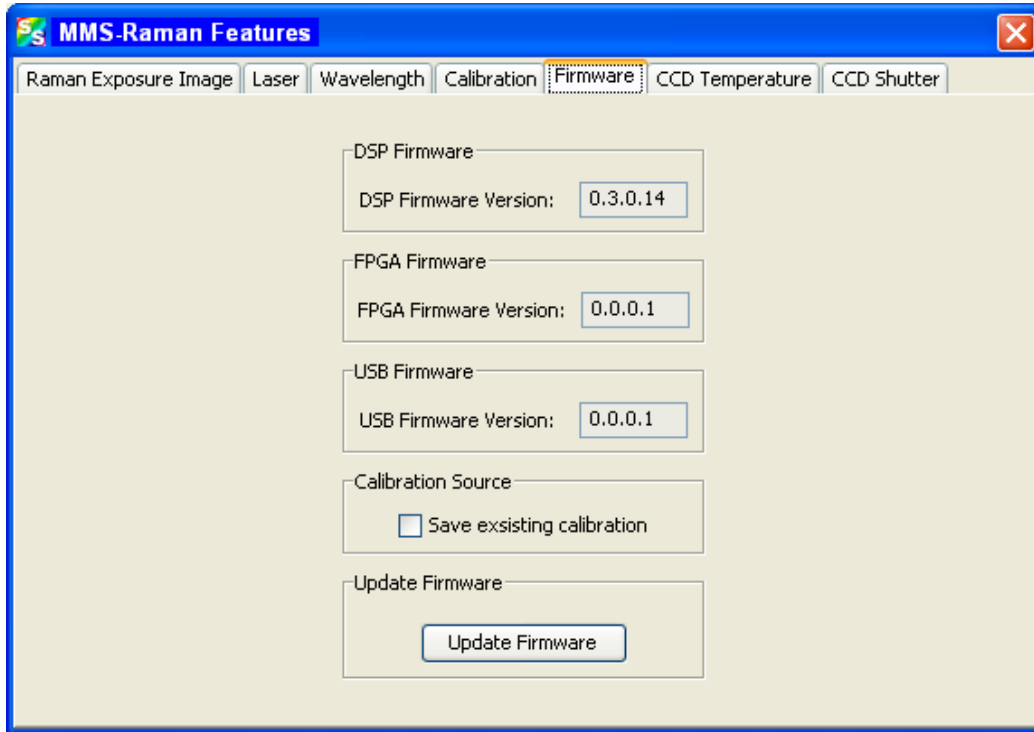 SS MMS-Raman Features
Raman Exposure Image Laser Wavelength Calibration Firmware CCD Temperature CCD Shutter
DSP Firmware
DSP Firmware Version: 0.3.0.14
FPGA Firmware
FPGA Firmware Version: 0.0.0.1
USB Firmware
USB Firmware Version: 0.0.0.1
Calibration Source
Save exsisting calibration
Update Firmware
Update Firmware